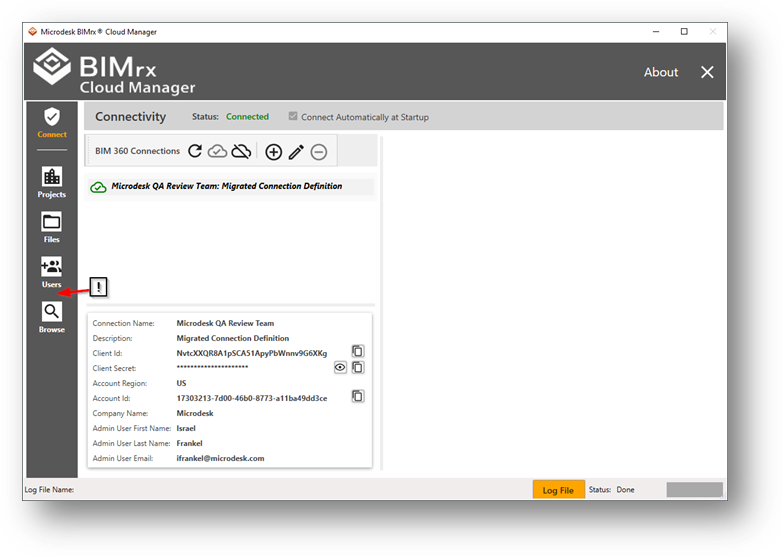 Microdesk BIMrx® Cloud Manager
BIMrx
Cloud Manager
About
Connect
Projects
Files
Users
Browse
Connectivity Status: Connected Connect Automatically at Startup
BIM 360 Connections
Microdesk QA Review Team: Migrated Connection Definition
!
Connection Name: Microdesk QA Review Team
Description: Migrated Connection Definition
Client Id: NvtcXXQR8A1pSCA51ApyPbWnnv9G6XKg
Client Secret: *********************
Account Region: US
Account Id: 17303213-7d00-46b0-8773-a11ba49dd3ce
Company Name: Microdesk
Admin User First Name: Israel
Admin User Last Name: Frankel
Admin User Email: ifrankel@microdesk.com
Log File Name: Log File Status: Done